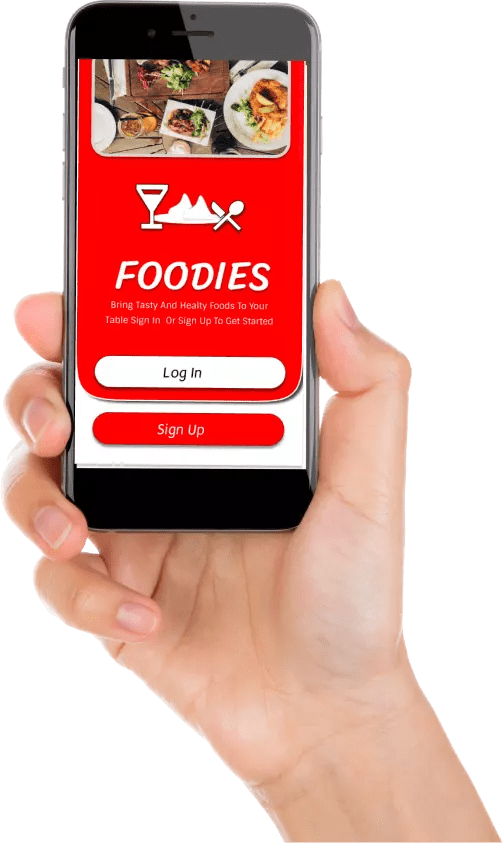 FOODIES
Bring Tasty And Healty Foods To Your
Table Sign In Or Sign Up To Get Started
Log In
Sign Up